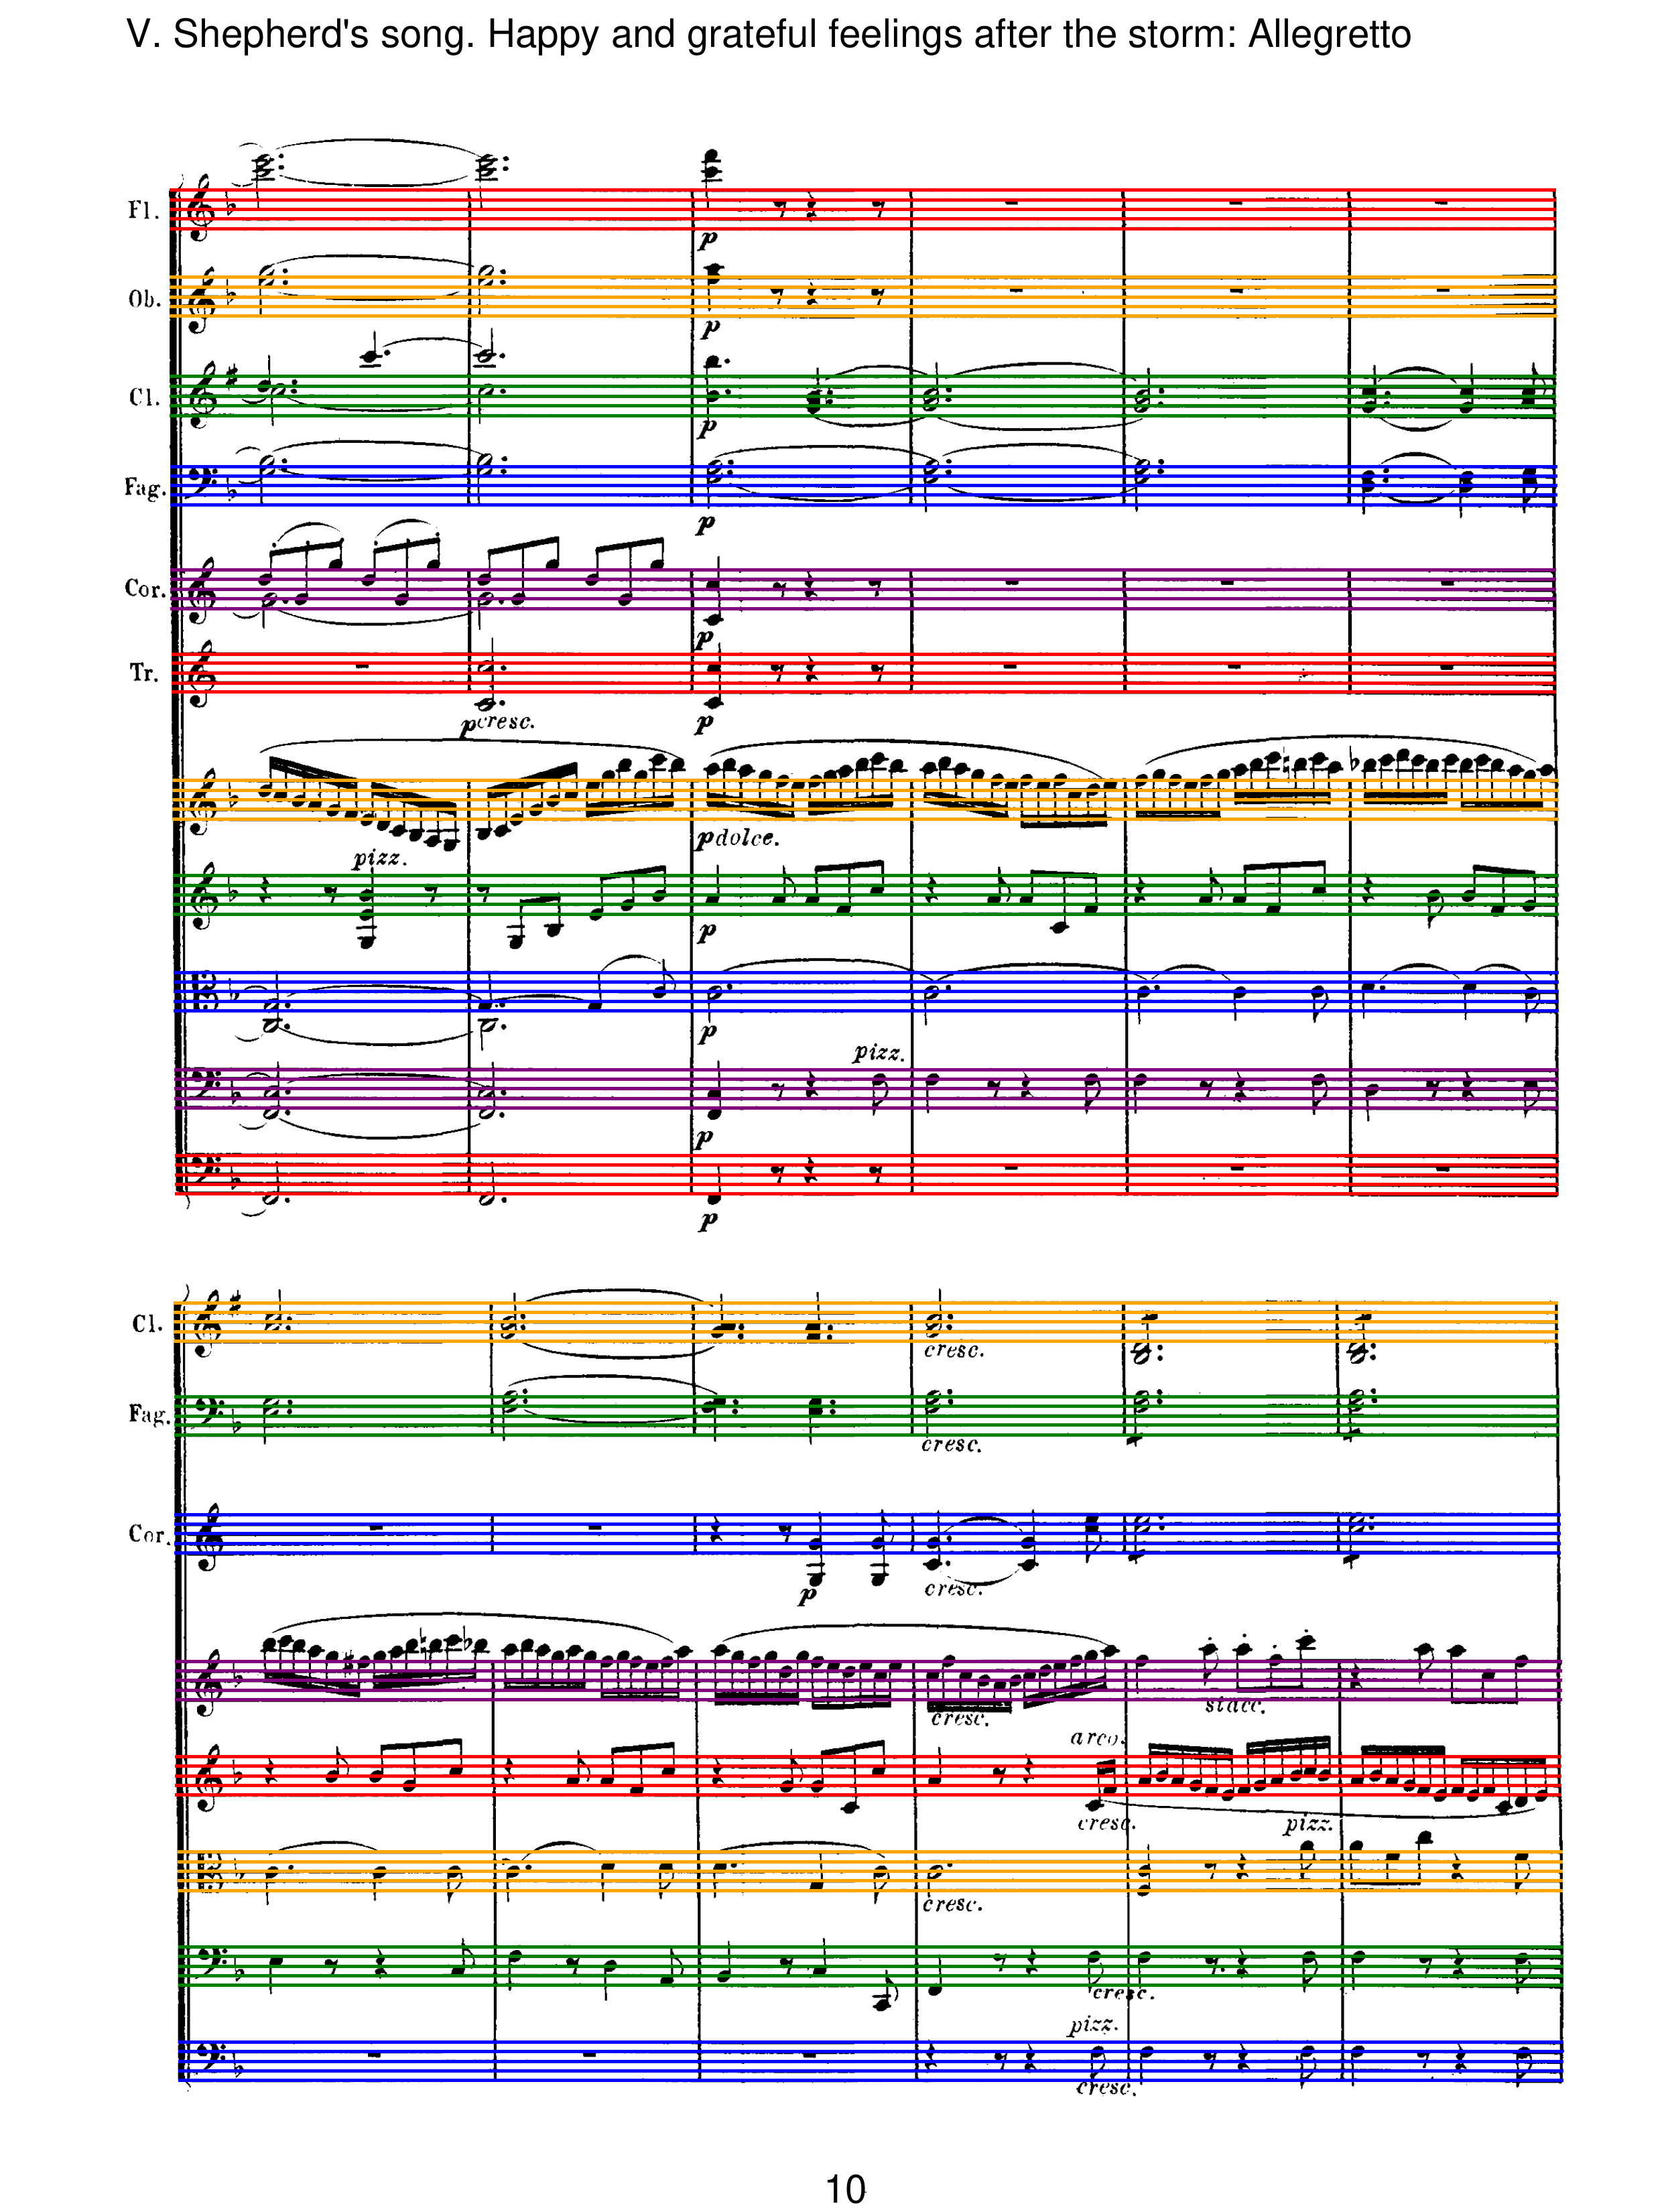 V. Shepherd's song. Happy and grateful feelings after the storm: Allegretto
Fl.
p
Ob.
p
Cl.
p
Fag.
p
Cor.
p
Tr.
p cresc.
p
p dolce.
pizz.
p
p
pizz.
p
p
Cl.
cresc.
Fag.
cresc.
Cor.
p
cresc.
cresc.
stacc.
arco.
cresc.
pizz.
cresc.
cresc.
pizz.
cresc.
10